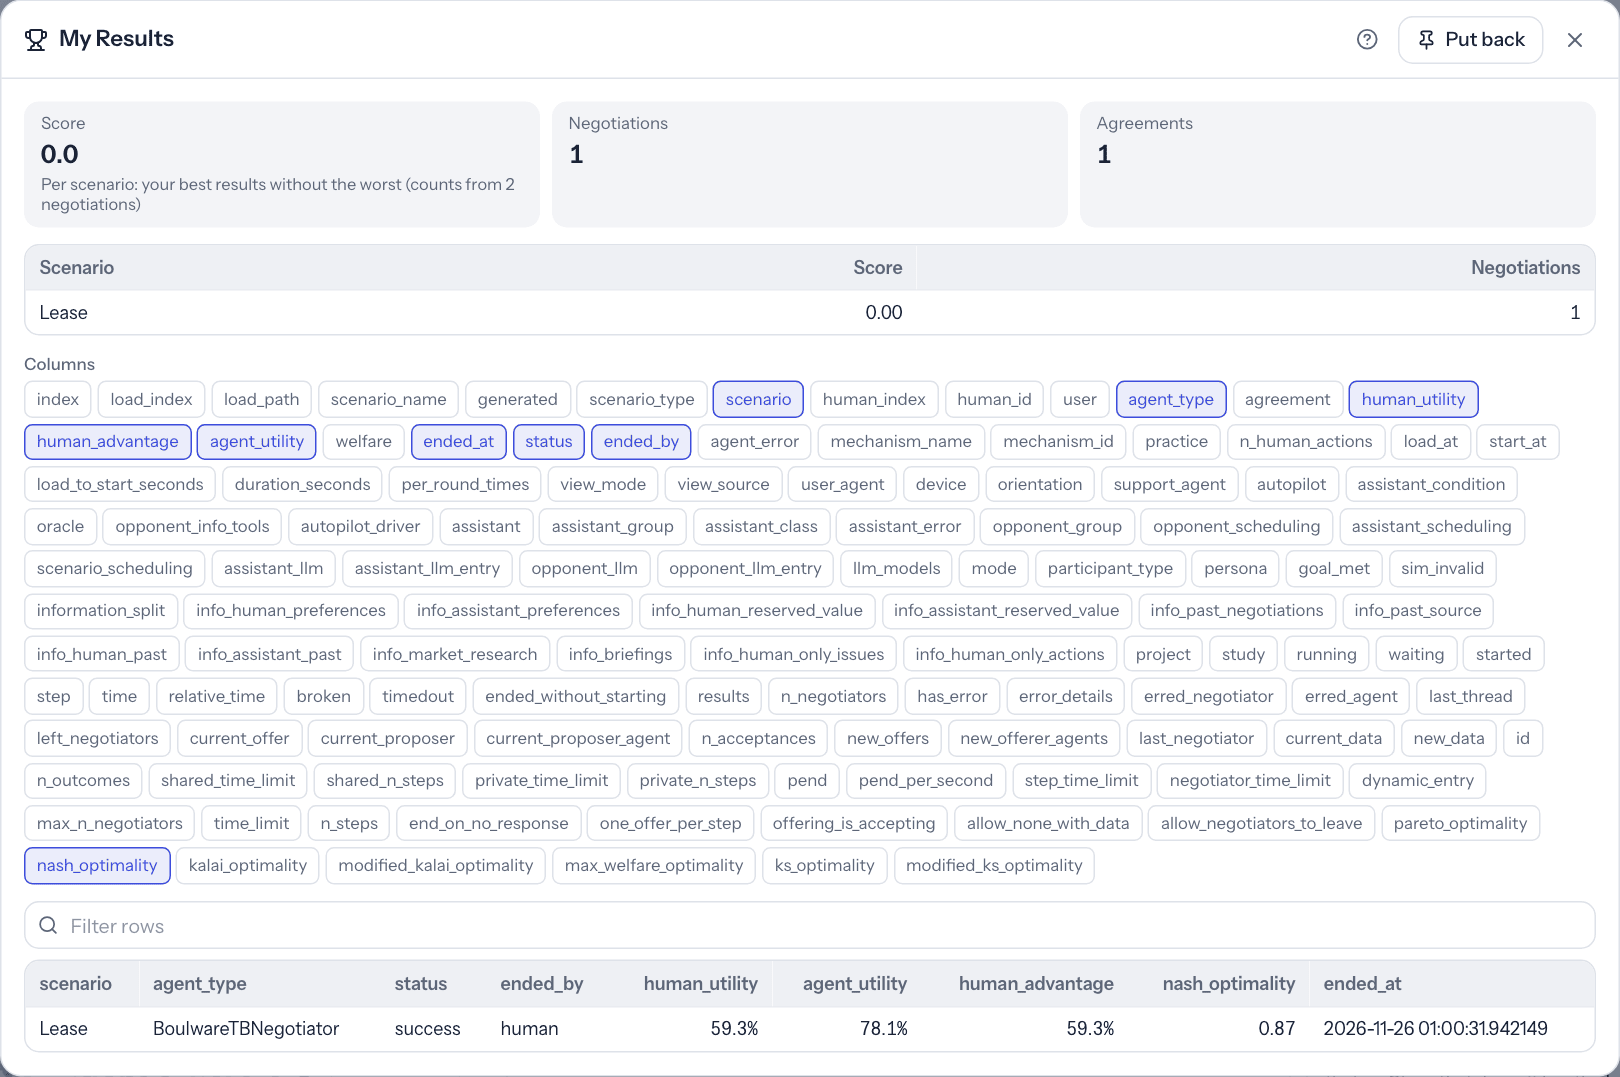 My Results
Put back
Score
0.0
Per scenario: your best results without the worst (counts from 2
negotiations)
Negotiations
1
Agreements
1
Scenario Score Negotiations
Lease 0.00 1
Columns
index load_index load_path scenario_name generated scenario_type scenario human_index human_id user agent_type agreement human_utility
human_advantage agent_utility welfare ended_at status ended_by agent_error mechanism_name mechanism_id practice n_human_actions load_at start_at
load_to_start_seconds duration_seconds per_round_times view_mode view_source user_agent device orientation support_agent autopilot assistant_condition
oracle opponent_info_tools autopilot_driver assistant assistant_group assistant_class assistant_error opponent_group opponent_scheduling assistant_scheduling
scenario_scheduling assistant_llm assistant_llm_entry opponent_llm opponent_llm_entry llm_models mode participant_type persona goal_met sim_invalid
information_split info_human_preferences info_assistant_preferences info_human_reserved_value info_assistant_reserved_value info_past_negotiations info_past_source
info_human_past info_assistant_past info_market_research info_briefings info_human_only_issues info_human_only_actions project study running waiting started
step time relative_time broken timedout ended_without_starting results n_negotiators has_error error_details erred_negotiator erred_agent last_thread
left_negotiators current_offer current_proposer current_proposer_agent n_acceptances new_offers new_offerer_agents last_negotiator current_data new_data id
n_outcomes shared_time_limit shared_n_steps private_time_limit private_n_steps pend pend_per_second step_time_limit negotiator_time_limit dynamic_entry
max_n_negotiators time_limit n_steps end_on_no_response one_offer_per_step offering_is_accepting allow_none_with_data allow_negotiators_to_leave pareto_optimality
nash_optimality kalai_optimality modified_kalai_optimality max_welfare_optimality ks_optimality modified_ks_optimality
Filter rows
scenario agent_type status ended_by human_utility agent_utility human_advantage nash_optimality ended_at
Lease BoulwareTBNegotiator success human 59.3% 78.1% 59.3% 0.87 2026-11-26 01:00:31.942149